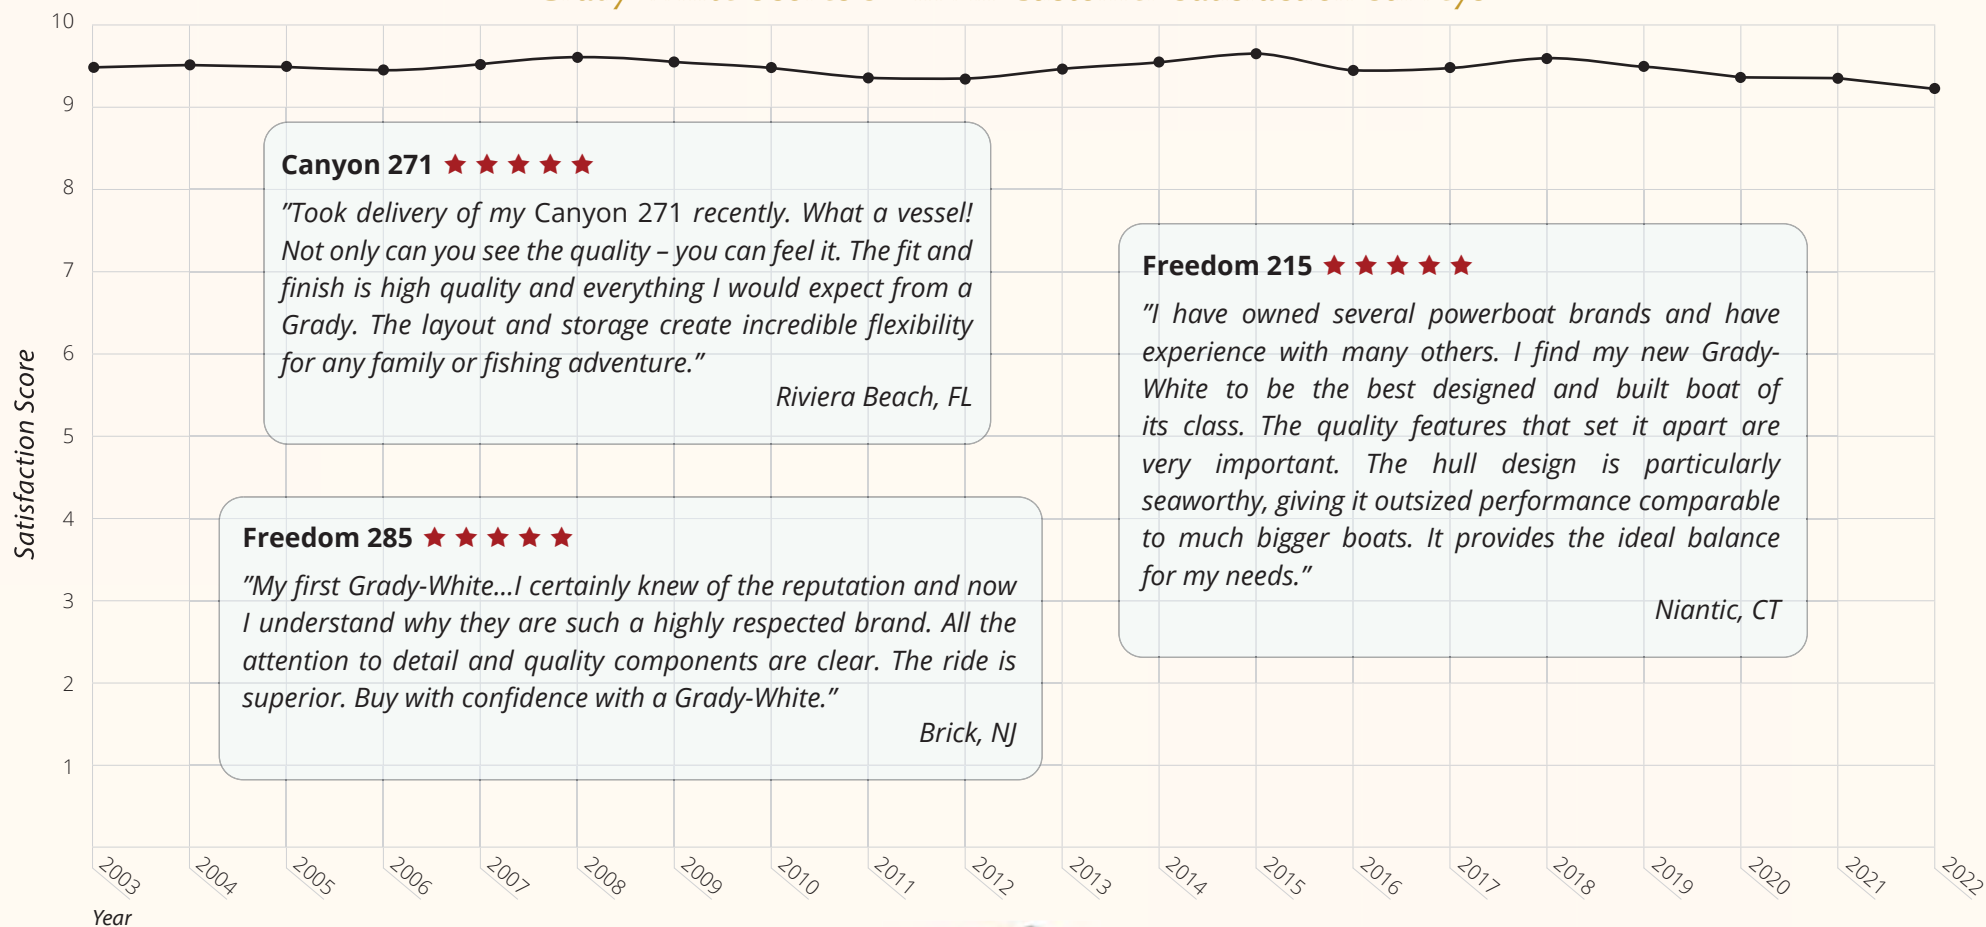 10
9
8
7
6
5
4
3
2
1
Satisfaction Score
Canyon 271
”Took delivery of my Canyon 271 recently. What a vessel!
Not only can you see the quality – you can feel it. The fit and
finish is high quality and everything I would expect from a
Grady. The layout and storage create incredible flexibility
for any family or fishing adventure.”
Riviera Beach, FL
Freedom 215
”I have owned several powerboat brands and have
experience with many others. I find my new Grady-
White to be the best designed and built boat of
its class. The quality features that set it apart are
very important. The hull design is particularly
seaworthy, giving it outsized performance comparable
to much bigger boats. It provides the ideal balance
for my needs.”
Niantic, CT
Freedom 285
”My first Grady-White...I certainly knew of the reputation and now
I understand why they are such a highly respected brand. All the
attention to detail and quality components are clear. The ride is
superior. Buy with confidence with a Grady-White.”
Brick, NJ
2003
2004
2005
2006
2007
2008
2009
2010
2011
2012
2013
2014
2015
2016
2017
2018
2019
2020
2021
2022
Year